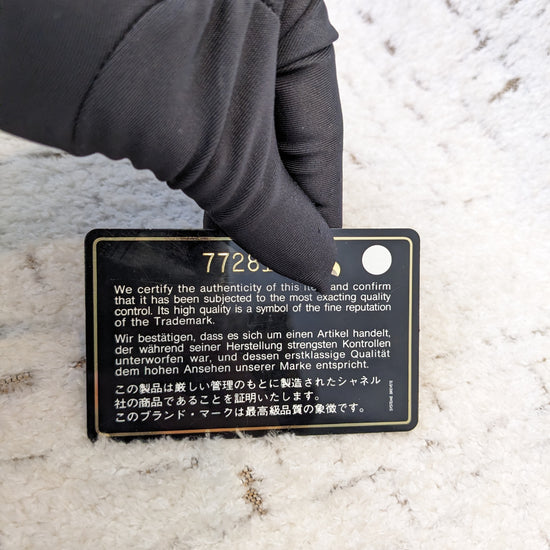 7728
We certify the authenticity of this item and confirm
that it has been subjected to the most exacting quality
control. Its high quality is a symbol of the fine reputation
of the Trademark.
Wir bestätigen, dass es sich um einen Artikel handelt,
der während seiner Herstellung strengsten Kontrollen
unterworfen war, und dessen erstklassige Qualität
dem hohen Ansehen unserer Marke entspricht.
この製品は厳しい管理のもとに製造されたシャネル
社の商品であることを証明いたします。
このブランド・マークは最高級品質の象徴です。